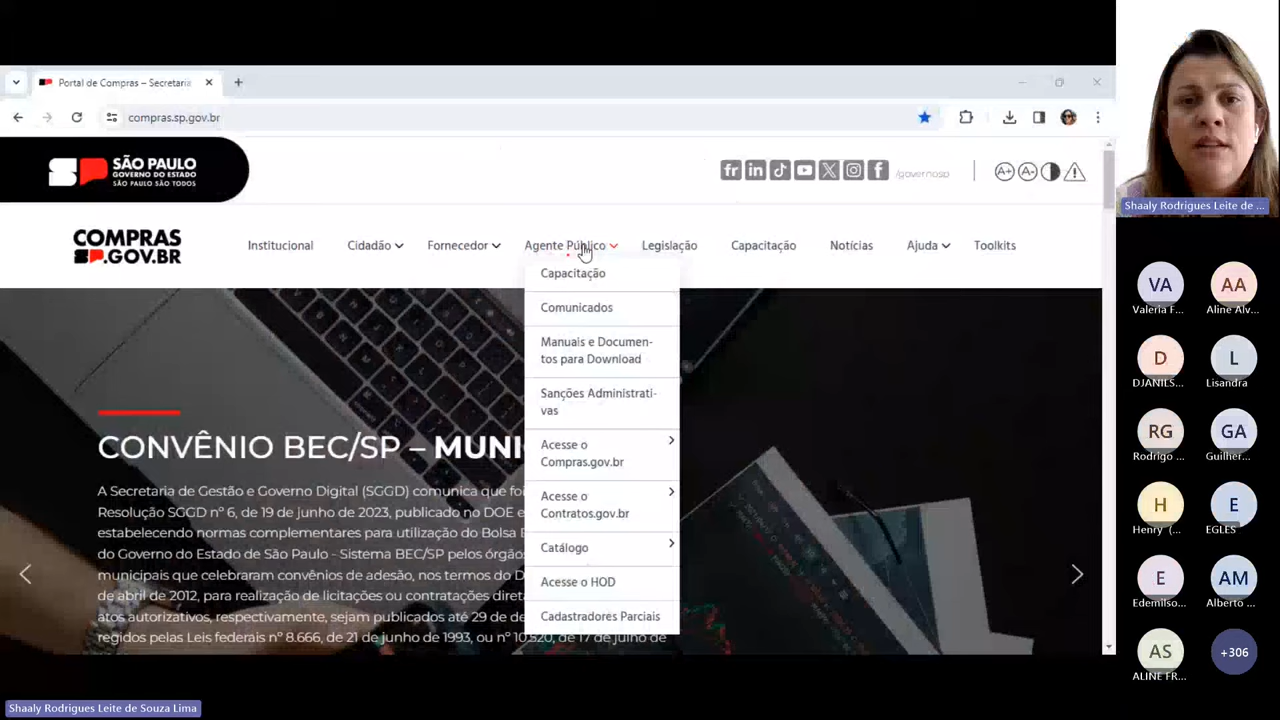 Portal de Compras – Secretaria
compras.sp.gov.br
SÃO PAULO
GOVERNO DO ESTADO
SÃO PAULO SÃO TODOS
/governosp
A+
A-
COMPRAS
.GOV.BR
Institucional
Cidadão
Fornecedor
Agente Público
Legislação
Capacitação
Notícias
Ajuda
Toolkits
Capacitação
Comunicados
Manuais e Documen-
tos para Download
Sanções Administrati-
vas
Acesse o
Compras.gov.br
Acesse o
Contratos.gov.br
Catálogo
Acesse o HOD
Cadastradores Parciais
CONVÊNIO BEC/SP – MUNI
A Secretaria de Gestão e Governo Digital (SGGD) comunica que foi
Resolução SGGD nº 6, de 19 de junho de 2023, publicado no DOE e
estabelecendo normas complementares para utilização do Bolsa E
do Governo do Estado de São Paulo - Sistema BEC/SP pelos órgãos
municipais que celebraram convênios de adesão, nos termos do D
de abril de 2012, para realização de licitações ou contratações diret
atos autorizativos, respectivamente, sejam publicados até 29 de de
regidos pelas Leis federais nº 8.666, de 21 de junho de 1993, ou nº 10.520, de 17 de julho de
Shaaly Rodrigues Leite de ...
VA
Valeria F...
AA
Aline Alv...
D
DJANILS...
L
Lisandra
RG
Rodrigo ...
GA
Guilher...
H
Henry (...
E
EGLES
E
Edemilso...
AM
Alberto ...
AS
ALINE FR...
+306
Shaaly Rodrigues Leite de Souza Lima